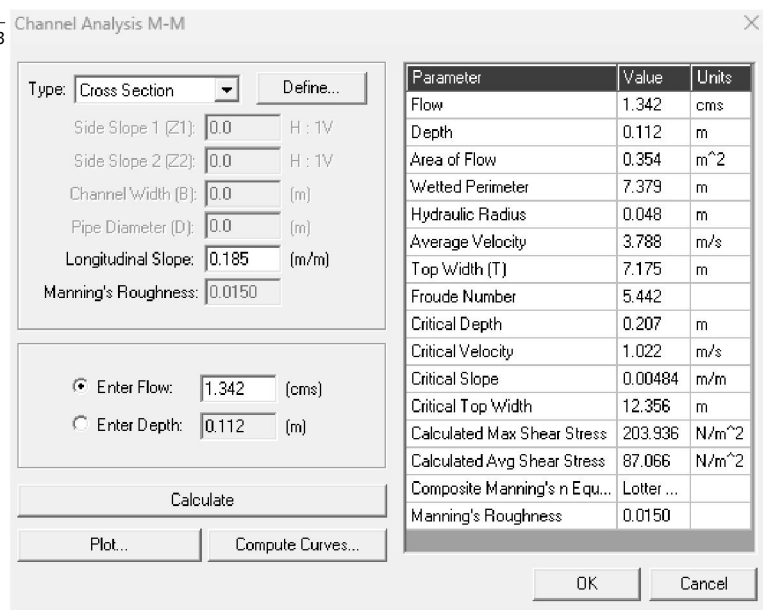 Channel Analysis M-M
3
Type: Cross Section Define...
Side Slope 1 (Z1): 0.0 H : 1V
Side Slope 2 (Z2): 0.0 H : 1V
Channel Width (B): 0.0 (m)
Pipe Diameter (D): 0.0 (m)
Longitudinal Slope: 0.185 (m/m)
Manning's Roughness: 0.0150
Enter Flow: 1.342 (cms)
Enter Depth: 0.112 (m)
Calculate
Plot... Compute Curves...
Parameter Value Units
Flow 1.342 cms
Depth 0.112 m
Area of Flow 0.354 m^2
Wetted Perimeter 7.379 m
Hydraulic Radius 0.048 m
Average Velocity 3.788 m/s
Top Width (T) 7.175 m
Froude Number 5.442
Critical Depth 0.207 m
Critical Velocity 1.022 m/s
Critical Slope 0.00484 m/m
Critical Top Width 12.356 m
Calculated Max Shear Stress 203.936 N/m^2
Calculated Avg Shear Stress 87.066 N/m^2
Composite Manning's n Equ... Lotter ...
Manning's Roughness 0.0150
OK Cancel